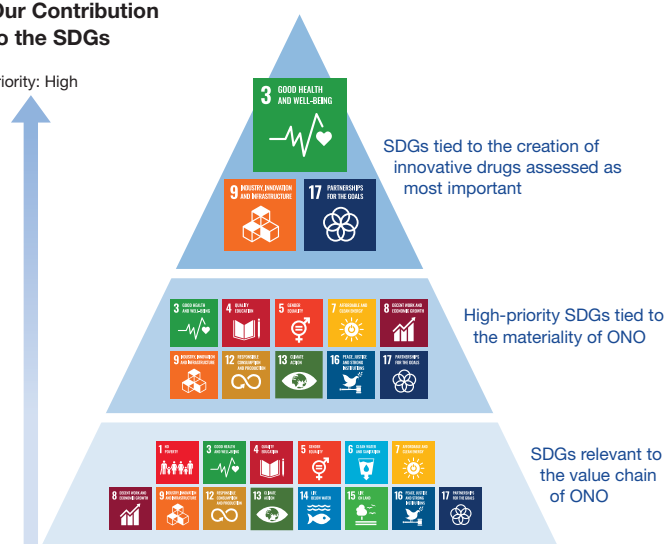 Our Contribution
o the SDGs
riority: High
3 GOOD HEALTH
AND WELL-BEING
SDGs tied to the creation of
innovative drugs assessed as
most important
9 INDUSTRY, INNOVATION
AND INFRASTRUCTURE
17 PARTNERSHIPS
FOR THE GOALS
3 GOOD HEALTH
AND WELL-BEING
4 QUALITY
EDUCATION
5 GENDER
EQUALITY
7 AFFORDABLE AND
CLEAN ENERGY
8 DECENT WORK AND
ECONOMIC GROWTH
High-priority SDGs tied to
the materiality of ONO
9 INDUSTRY, INNOVATION
AND INFRASTRUCTURE
12 RESPONSIBLE
CONSUMPTION
AND PRODUCTION
13 CLIMATE
ACTION
16 PEACE, JUSTICE
AND STRONG
INSTITUTIONS
17 PARTNERSHIPS
FOR THE GOALS
1 NO
POVERTY
3 GOOD HEALTH
AND WELL-BEING
4 QUALITY
EDUCATION
5 GENDER
EQUALITY
6 CLEAN WATER
AND SANITATION
7 AFFORDABLE AND
CLEAN ENERGY
SDGs relevant to
the value chain
of ONO
8 DECENT WORK AND
ECONOMIC GROWTH
9 INDUSTRY, INNOVATION
AND INFRASTRUCTURE
12 RESPONSIBLE
CONSUMPTION
AND PRODUCTION
13 CLIMATE
ACTION
14 LIFE
BELOW WATER
15 LIFE
ON LAND
16 PEACE, JUSTICE
AND STRONG
INSTITUTIONS
17 PARTNERSHIPS
FOR THE GOALS